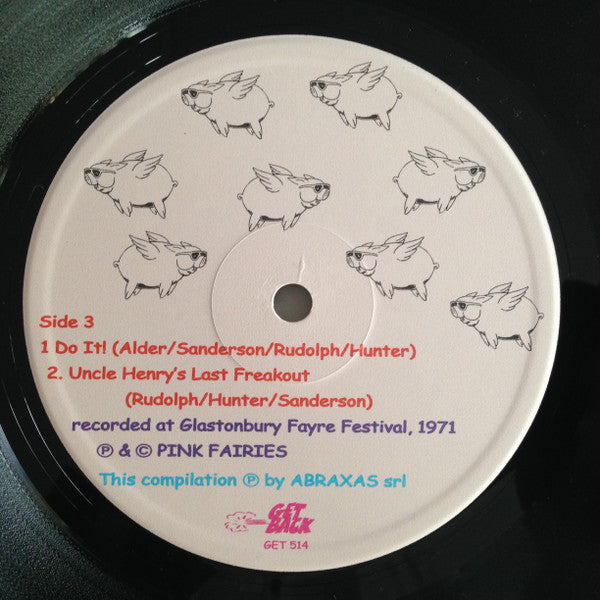 Side 3
1 Do It! (Alder/Sanderson/Rudolph/Hunter)
2. Uncle Henry's Last Freakout
(Rudolph/Hunter/Sanderson)
recorded at Glastonbury Fayre Festival, 1971
℗ & © PINK FAIRIES
This compilation ℗ by ABRAXAS srl
GET
BACK
GET 514